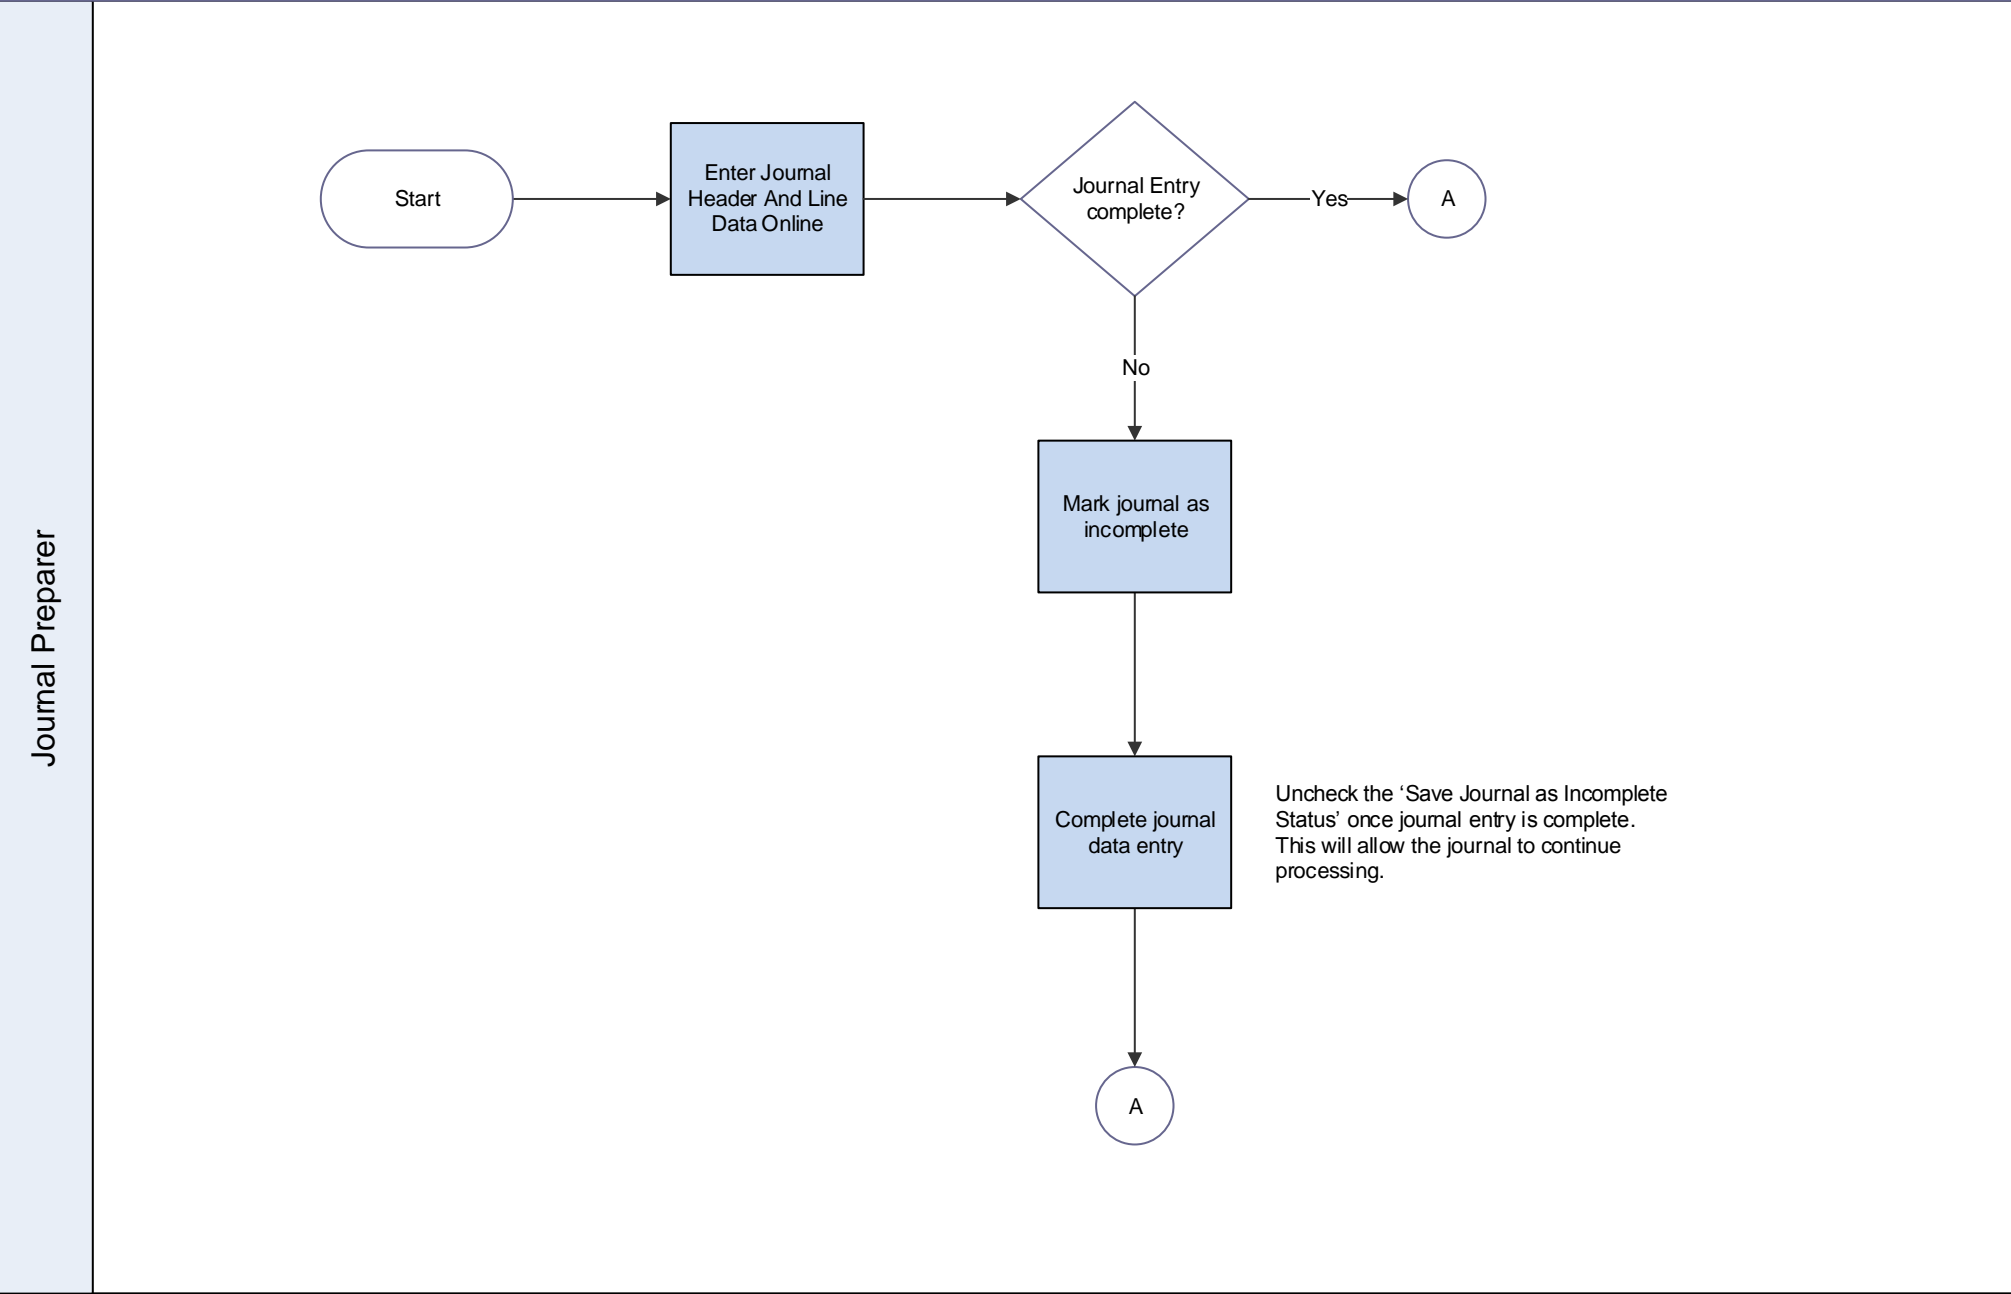 Journal Preparer
Start
Enter Journal
Header And Line
Data Online
Journal Entry
complete?
Yes
A
No
Mark journal as
incomplete
Complete journal
data entry
Uncheck the ‘Save Journal as Incomplete
Status’ once journal entry is complete.
This will allow the journal to continue
processing.
A